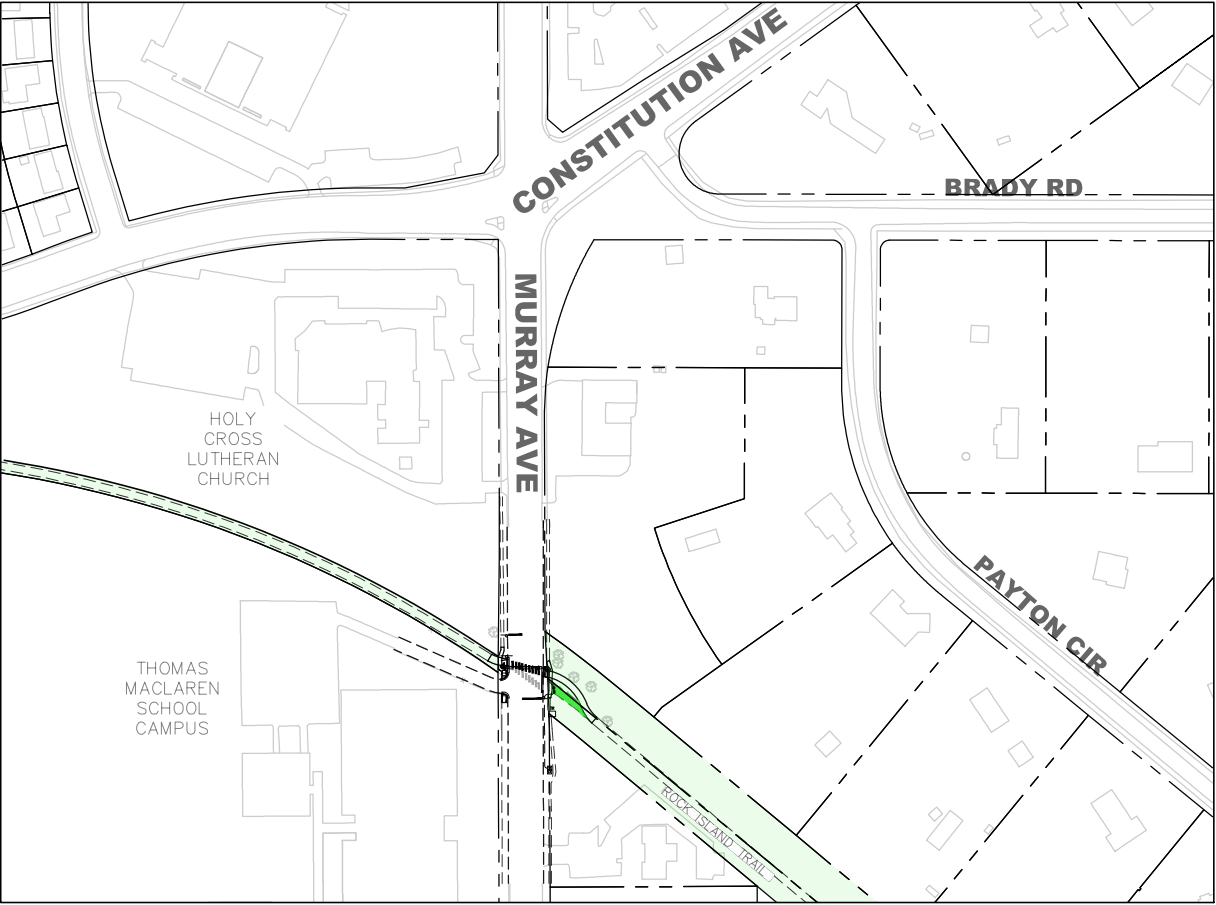 CONSTITUTION AVE
BRADY RD
MURRAY AVE
HOLY
CROSS
LUTHERAN
CHURCH
PAYTON CIR
THOMAS
MACLAREN
SCHOOL
CAMPUS
ROCK ISLAND TRAIL